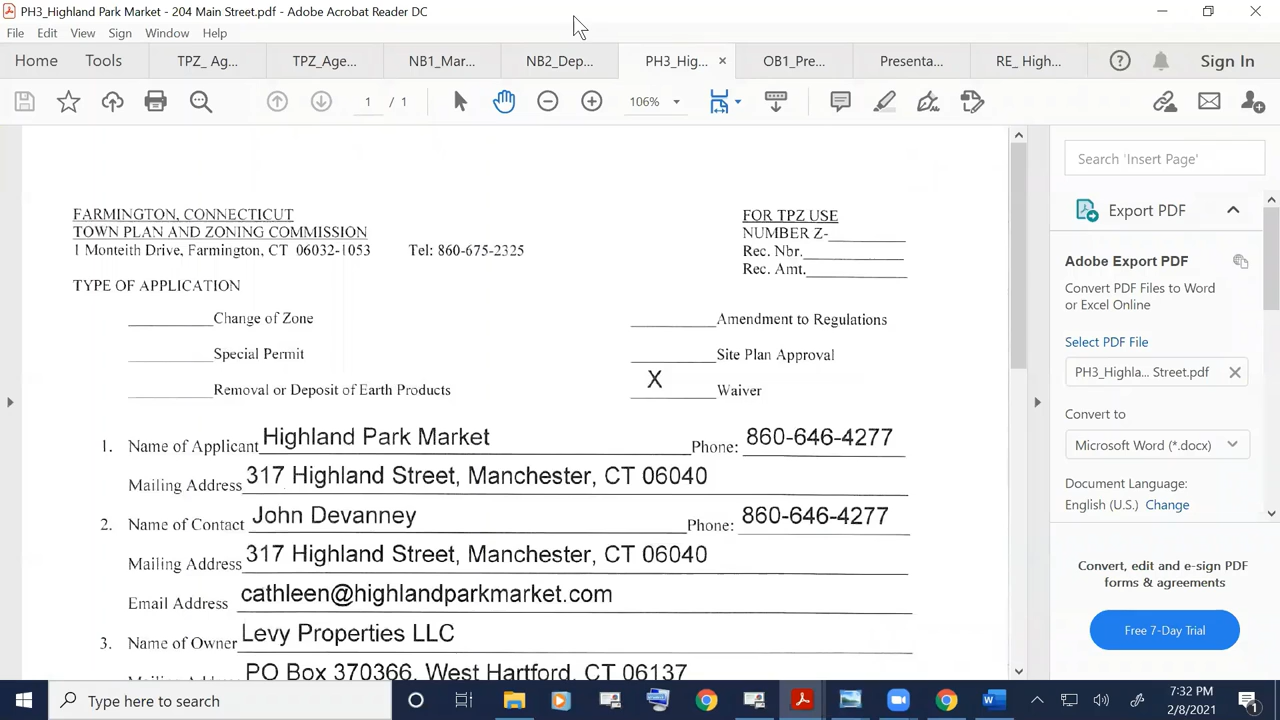 PH3_Highland Park Market - 204 Main Street.pdf - Adobe Acrobat Reader DC
File Edit View Sign Window Help
Home Tools TPZ_ Ag... TPZ_Age... NB1_Mar... NB2_Dep... PH3_Hig... × OB1_Pre... Presenta... RE_ High... Sign In
1 / 1 106%
Search 'Insert Page'
Export PDF
Adobe Export PDF
Convert PDF Files to Word
or Excel Online
Select PDF File
PH3_Highla... Street.pdf
Convert to
Microsoft Word (*.docx)
Document Language:
English (U.S.) Change
Convert, edit and e-sign PDF
forms & agreements
Free 7-Day Trial
FARMINGTON, CONNECTICUT
TOWN PLAN AND ZONING COMMISSION
1 Monteith Drive, Farmington, CT 06032-1053 Tel: 860-675-2325
FOR TPZ USE
NUMBER Z-
Rec. Nbr.
Rec. Amt.
TYPE OF APPLICATION
Change of Zone Amendment to Regulations
Special Permit Site Plan Approval
Removal or Deposit of Earth Products X Waiver
1. Name of Applicant Highland Park Market Phone: 860-646-4277
Mailing Address 317 Highland Street, Manchester, CT 06040
2. Name of Contact John Devanney Phone: 860-646-4277
Mailing Address 317 Highland Street, Manchester, CT 06040
Email Address cathleen@highlandparkmarket.com
3. Name of Owner Levy Properties LLC
PO Box 370366, West Hartford, CT 06137
Type here to search
7:32 PM
2/8/2021
1